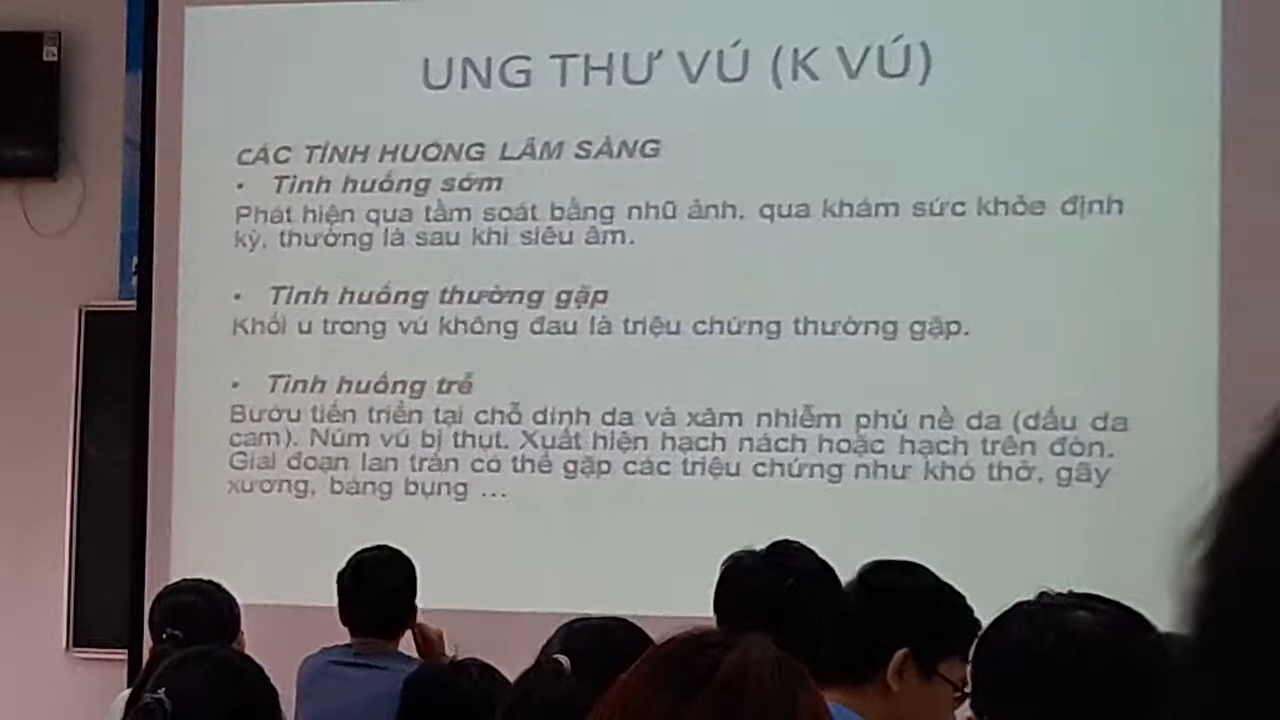 UNG THƯ VÚ (K VÚ)
CÁC TÌNH HUỐNG LÂM SÀNG
• Tình huống sớm
Phát hiện qua tầm soát bằng nhũ ảnh, qua khám sức khỏe định
kỳ, thường là sau khi siêu âm.
• Tình huống thường gặp
Khối u trong vú không đau là triệu chứng thường gặp.
• Tình huống trễ
Bướu tiến triển tại chỗ dính da và xâm nhiễm phù nề da (dấu da
cam). Núm vú bị thụt. Xuất hiện hạch nách hoặc hạch trên đòn.
Giai đoạn lan tràn có thể gặp các triệu chứng như khó thở, gãy
xương, báng bụng ...